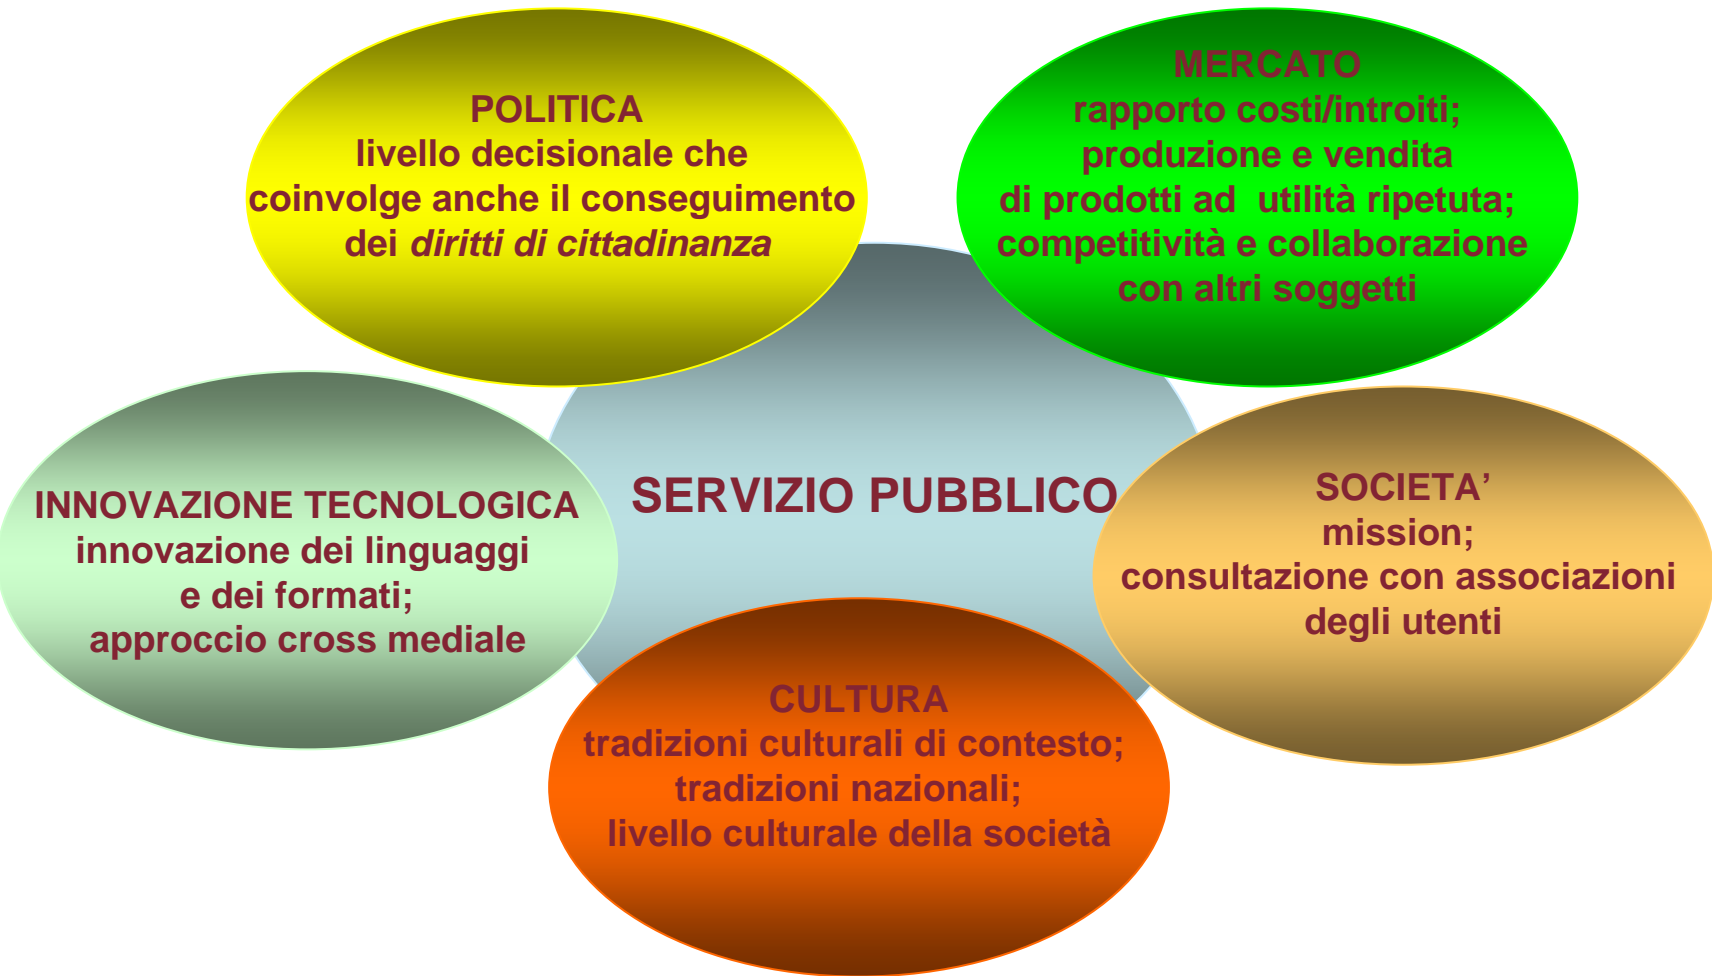 POLITICA
livello decisionale che
coinvolge anche il conseguimento
dei diritti di cittadinanza
MERCATO
rapporto costi/introiti;
produzione e vendita
di prodotti ad  utilità ripetuta;
competitività e collaborazione
con altri soggetti
SERVIZIO PUBBLICO
INNOVAZIONE TECNOLOGICA
innovazione dei linguaggi
e dei formati;
approccio cross mediale
SOCIETA’
mission;
consultazione con associazioni
degli utenti
CULTURA
tradizioni culturali di contesto;
tradizioni nazionali;
livello culturale della società